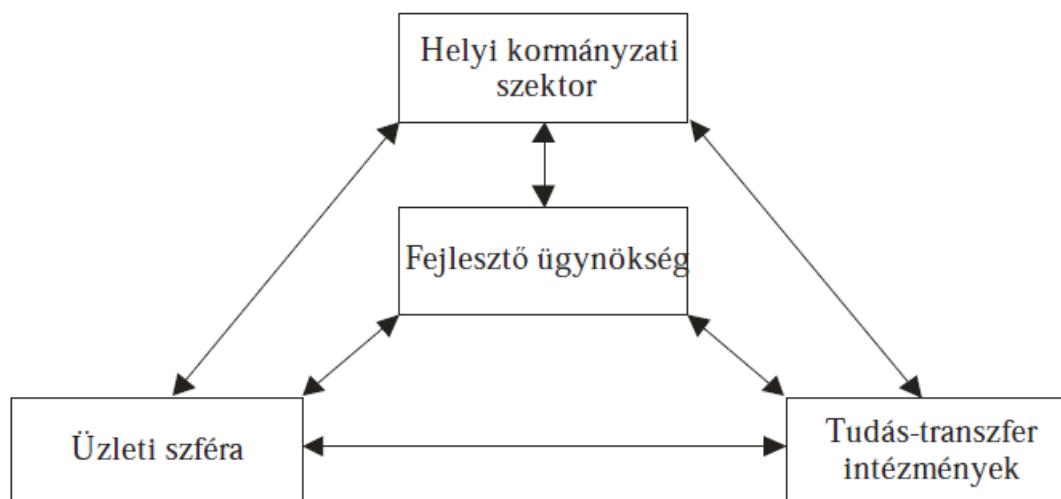 Helyi kormányzati
szektor
Fejlesztő ügynökség
Üzleti szféra
Tudás-transzfer
intézmények